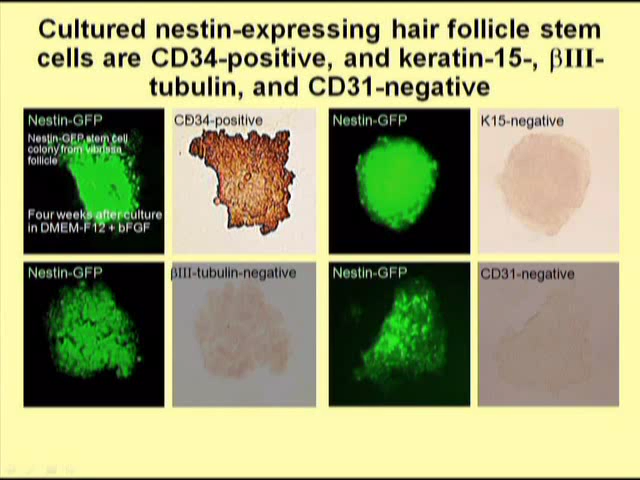 Cultured nestin-expressing hair follicle stem
cells are CD34-positive, and keratin-15-, βIII-
tubulin, and CD31-negative
Nestin-GFP
Nestin-GFP stem cell
colony from vibrissa
follicle
Four weeks after culture
in DMEM-F12 + bFGF
CD34-positive
Nestin-GFP
K15-negative
Nestin-GFP
βIII-tubulin-negative
Nestin-GFP
CD31-negative